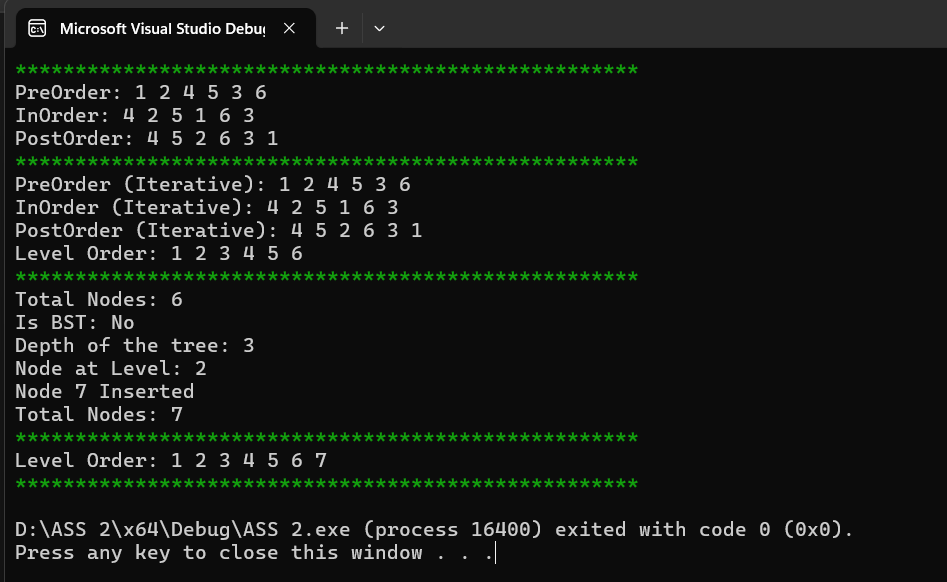 Microsoft Visual Studio Debu
****************************************************
PreOrder: 1 2 4 5 3 6
InOrder: 4 2 5 1 6 3
PostOrder: 4 5 2 6 3 1
****************************************************
PreOrder (Iterative): 1 2 4 5 3 6
InOrder (Iterative): 4 2 5 1 6 3
PostOrder (Iterative): 4 5 2 6 3 1
Level Order: 1 2 3 4 5 6
****************************************************
Total Nodes: 6
Is BST: No
Depth of the tree: 3
Node at Level: 2
Node 7 Inserted
Total Nodes: 7
****************************************************
Level Order: 1 2 3 4 5 6 7
****************************************************
D:\ASS 2\x64\Debug\ASS 2.exe (process 16400) exited with code 0 (0x0).
Press any key to close this window . . .